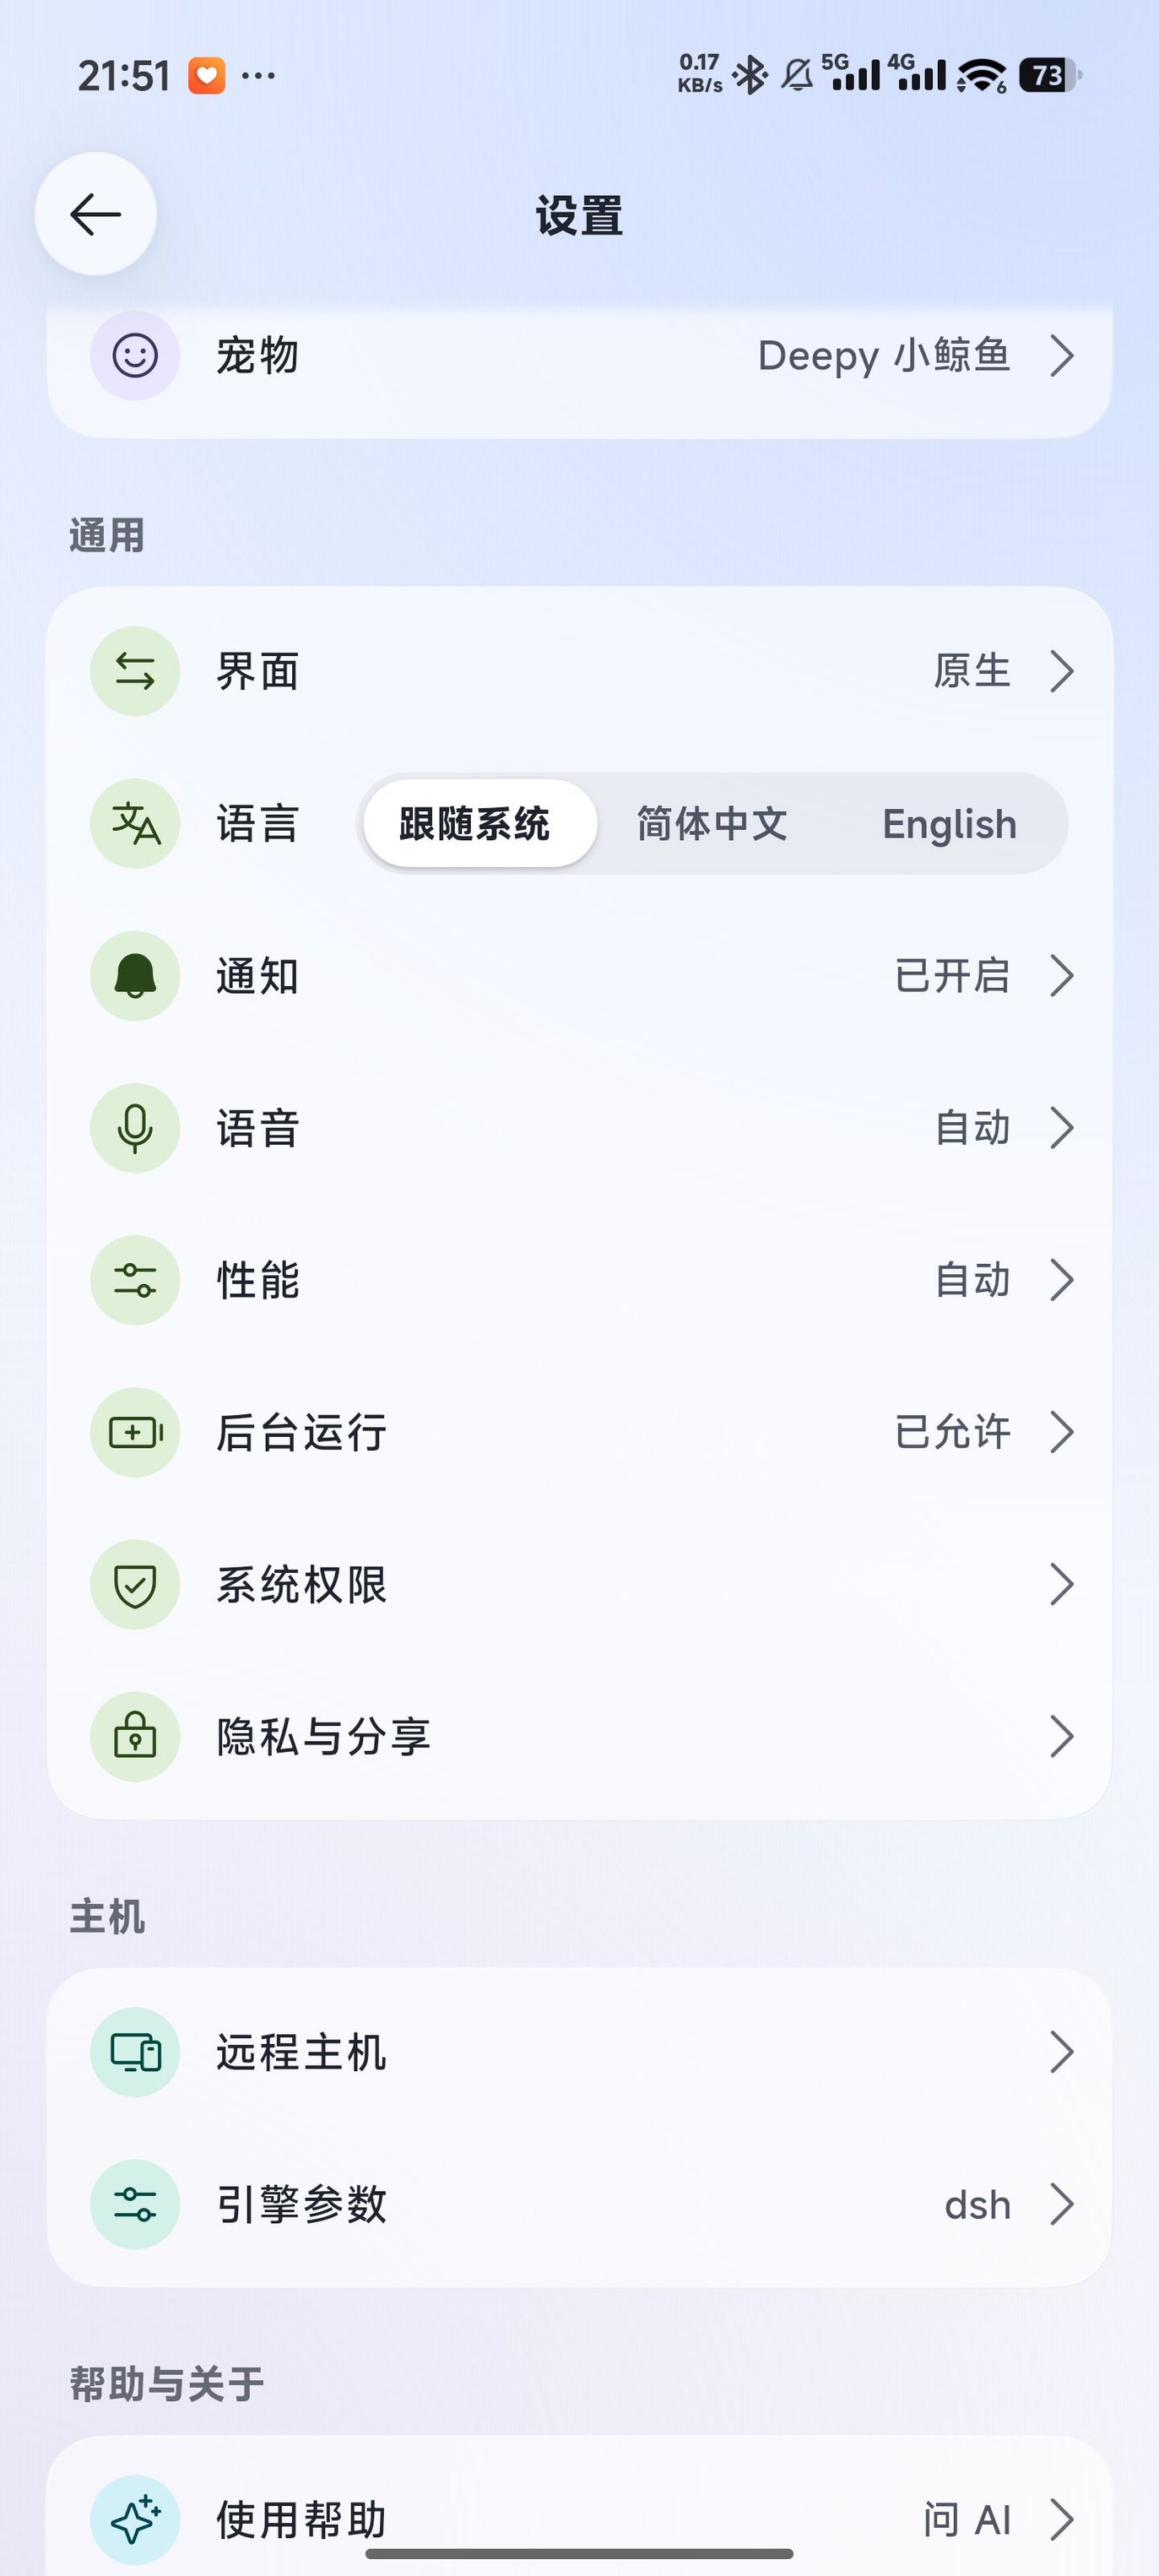 21:51 0.17 KB/s 5G 4G 6 73
设置
宠物 Deepy 小鲸鱼
通用
界面 原生
语言 跟随系统 简体中文 English
通知 已开启
语音 自动
性能 自动
后台运行 已允许
系统权限
隐私与分享
主机
远程主机
引擎参数 dsh
帮助与关于
使用帮助 问 AI